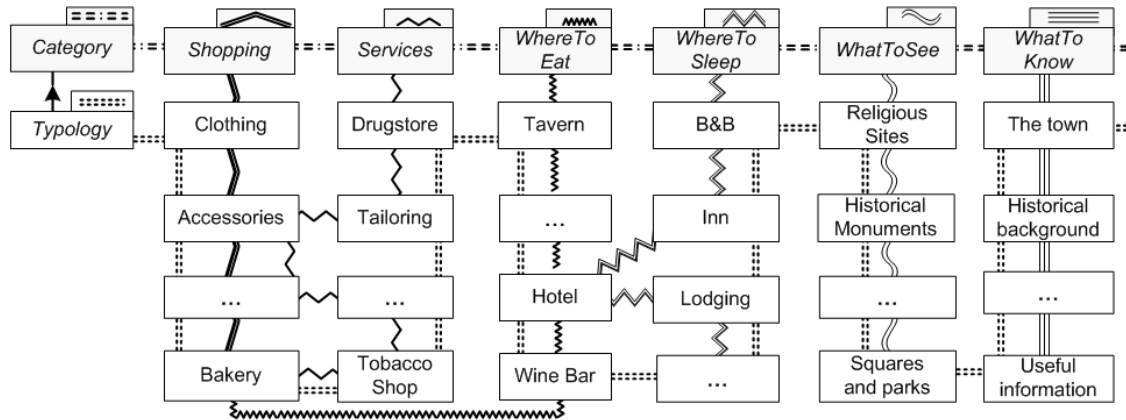 Category
Shopping
Services
WhereTo
Eat
WhereTo
Sleep
WhatToSee
WhatTo
Know
Typology
Clothing
Drugstore
Tavern
B&B
Religious
Sites
The town
Accessories
Tailoring
...
Inn
Historical
Monuments
Historical
background
...
...
Hotel
Lodging
...
...
Bakery
Tobacco
Shop
Wine Bar
...
Squares
and parks
Useful
information